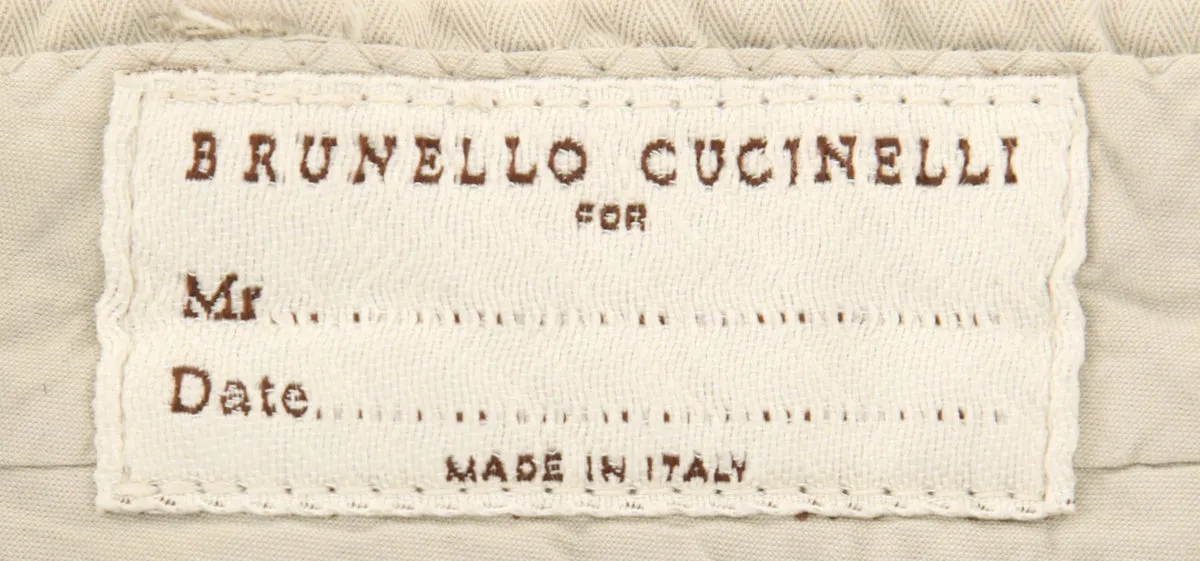 BRUNELLO CUCINELLI
FOR
Mr..............................
Date..............................
MADE IN ITALY